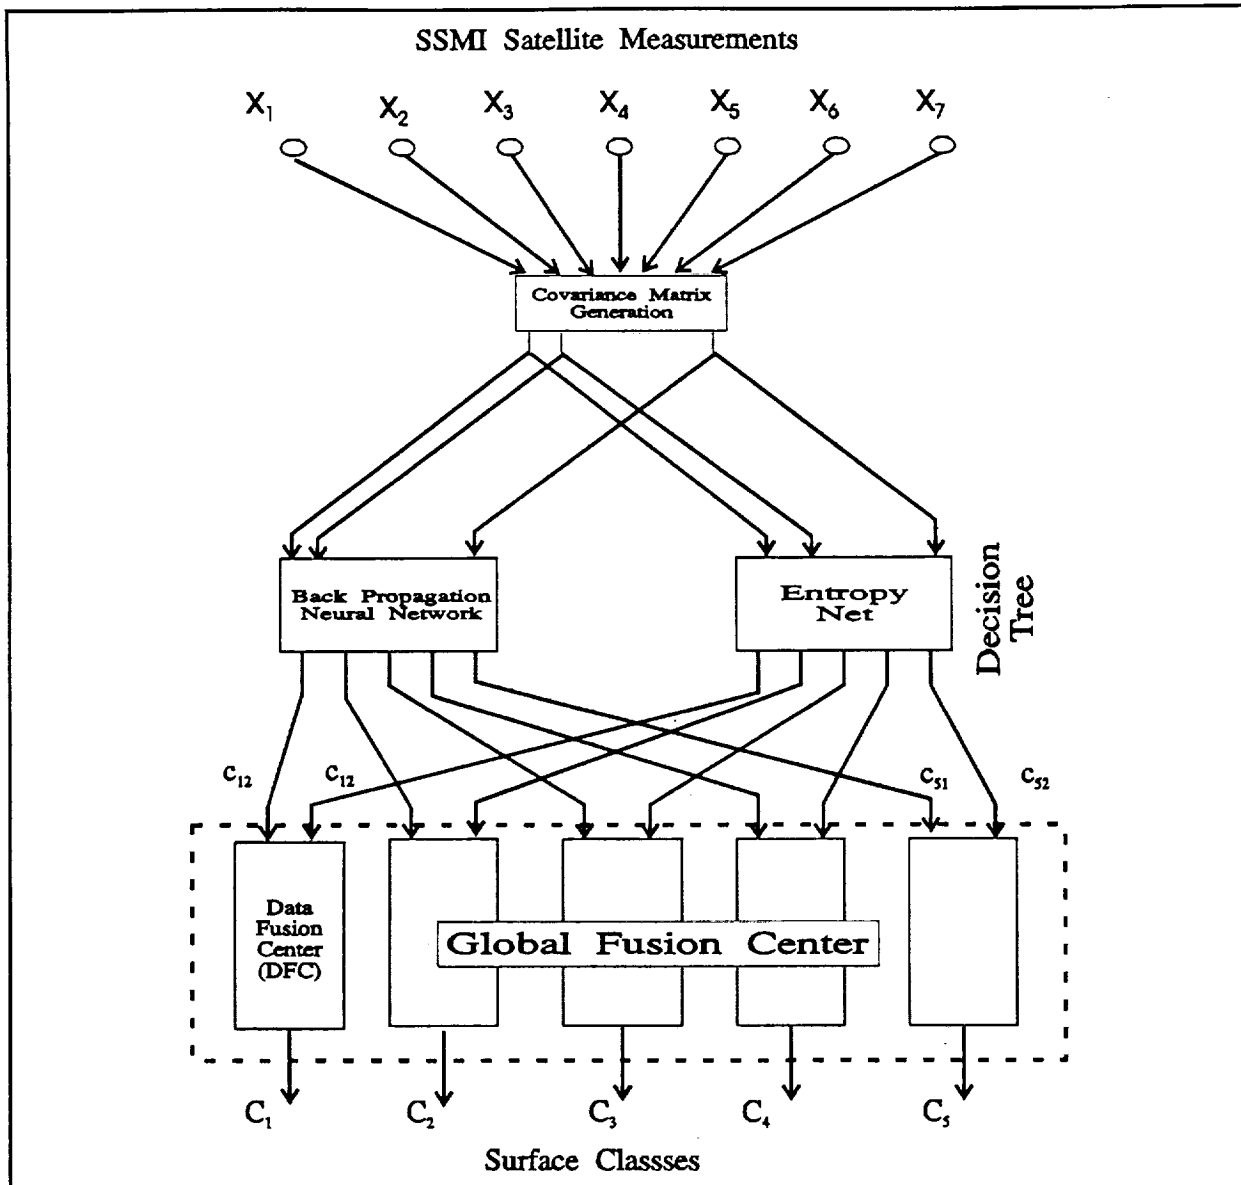 SSMI Satellite Measurements
X₁ X₂ X₃ X₄ X₅ X₆ X₇
Covariance Matrix
Generation
Back Propagation
Neural Network
Entropy
Net
Decision
Tree
c₁₂ c₁₂ c₅₁ c₅₂
Data
Fusion
Center
(DFC)
Global Fusion Center
C₁ C₂ C₃ C₄ C₅
Surface Classses